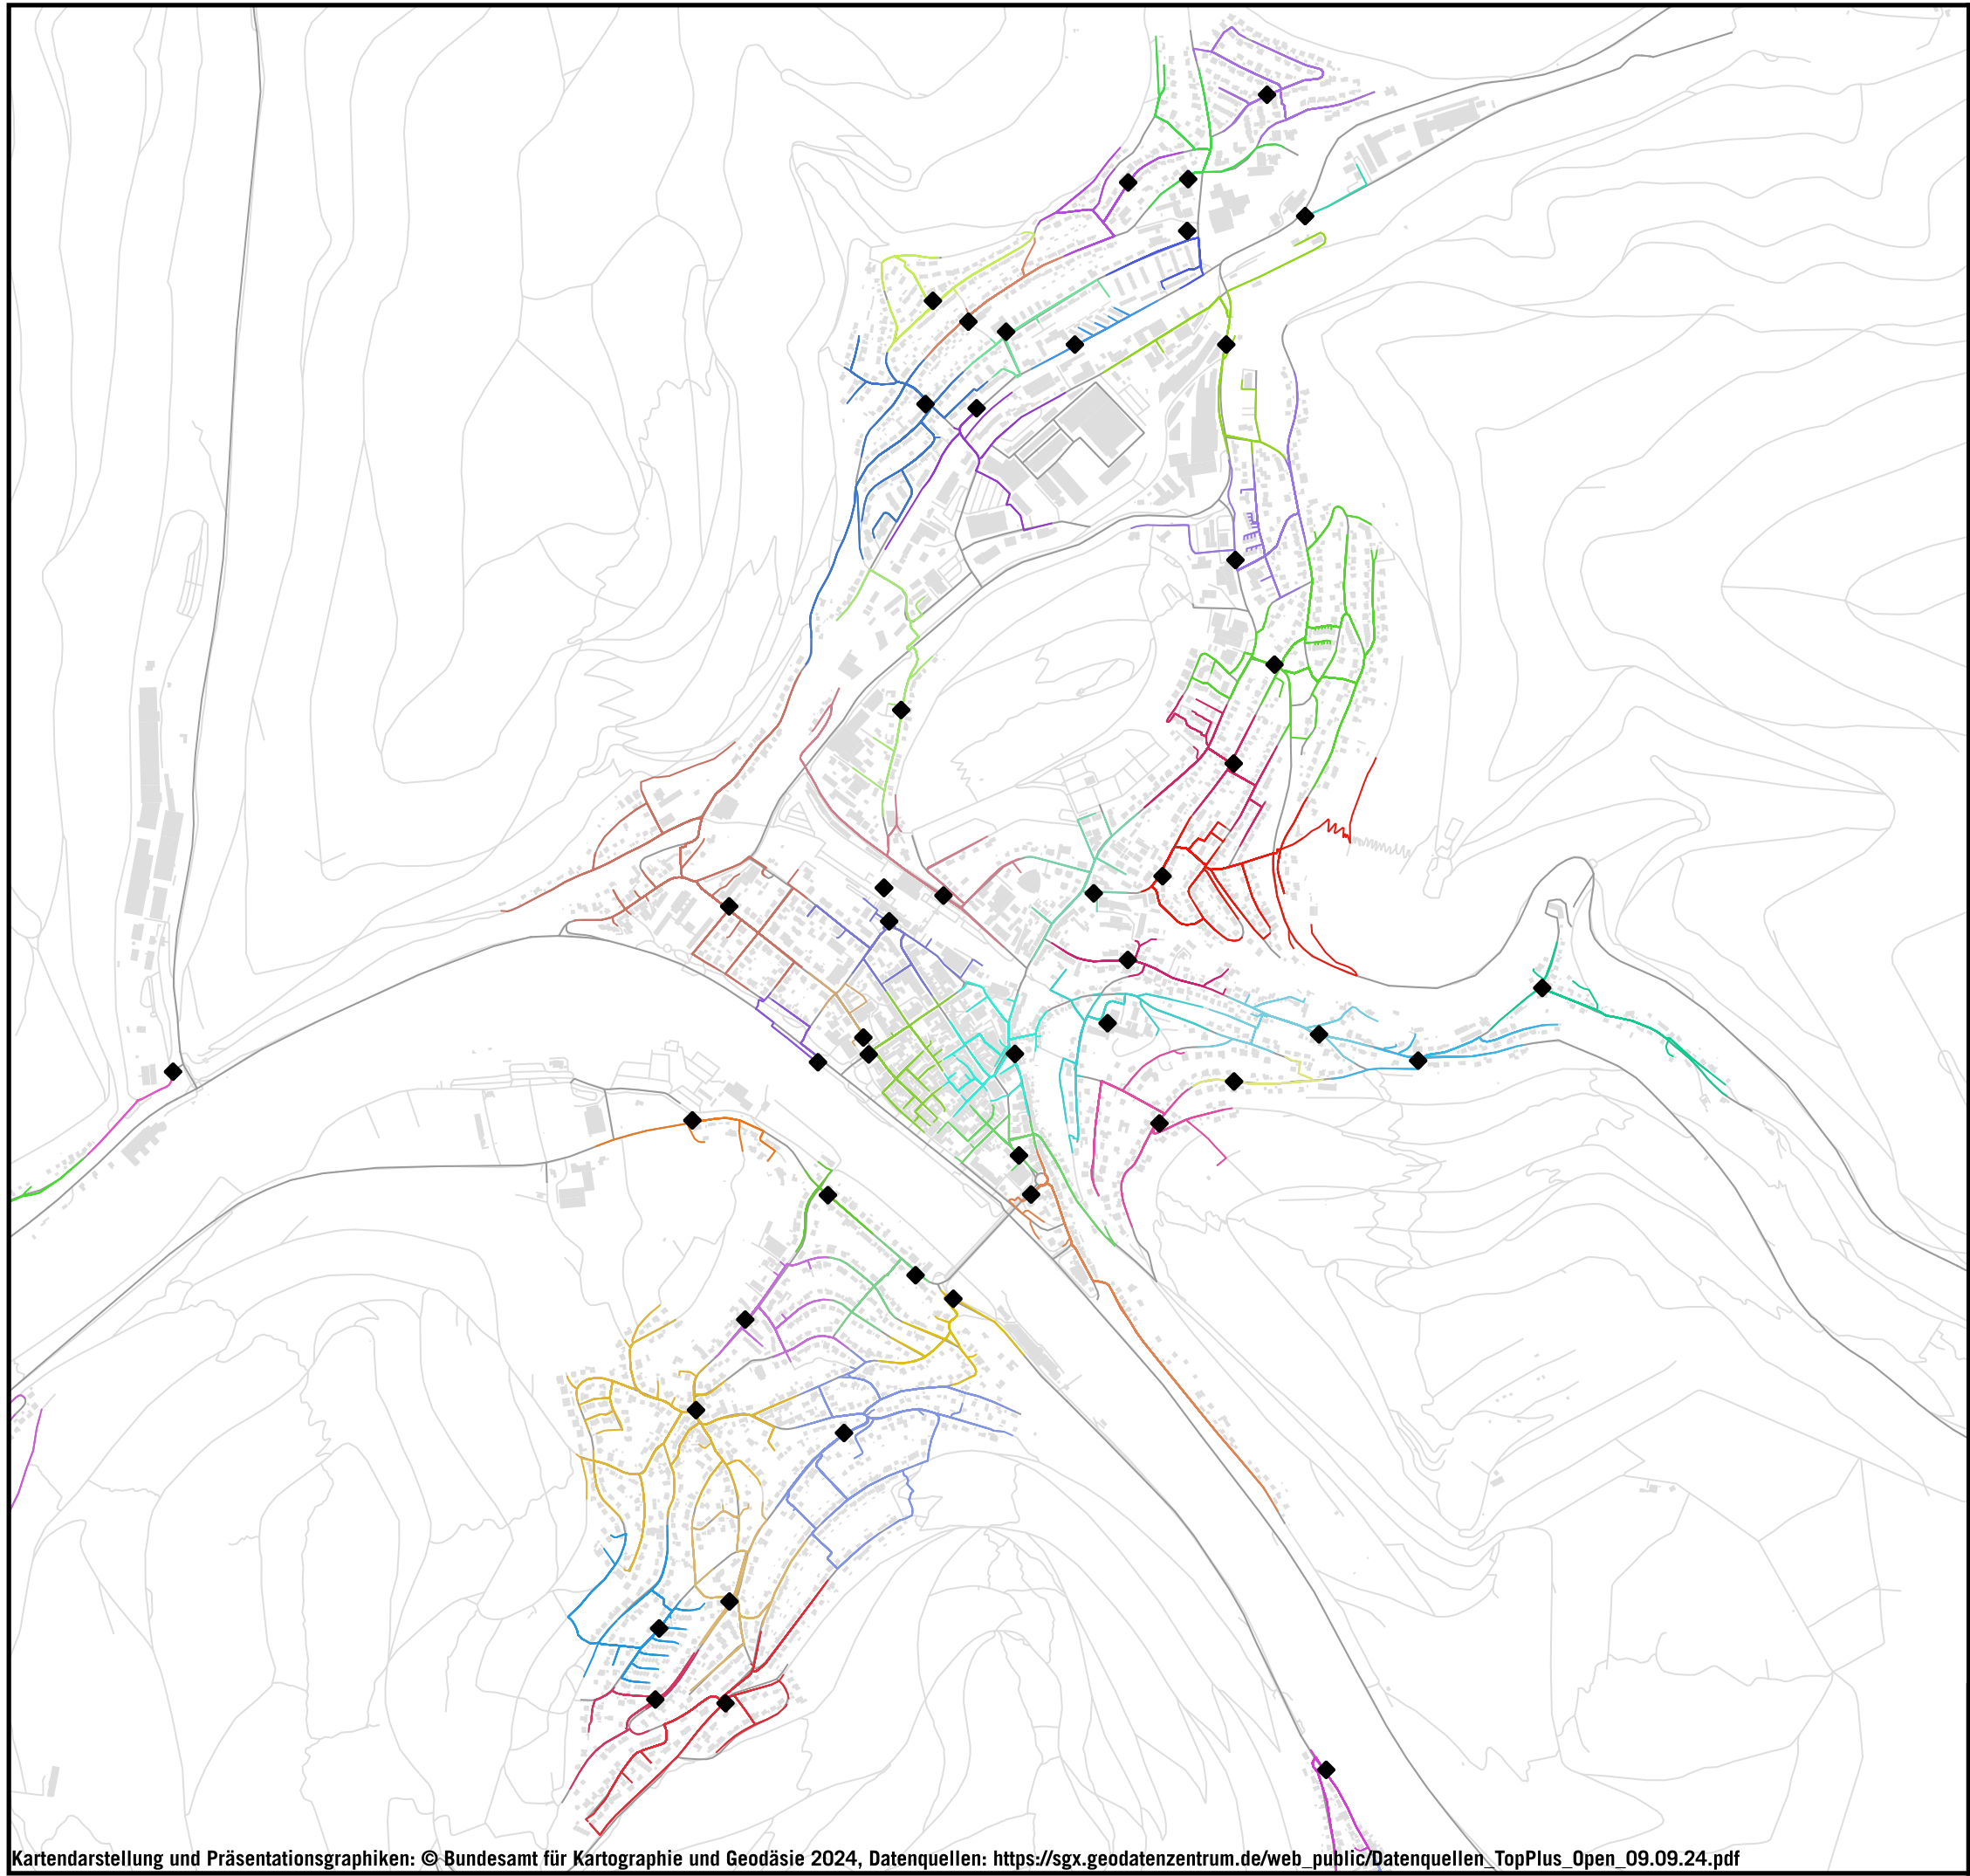 Kartendarstellung und Präsentationsgraphiken: © Bundesamt für Kartographie und Geodäsie 2024, Datenquellen: https://sgx.geodatenzentrum.de/web_public/Datenquellen_TopPlus_Open_09.09.24.pdf